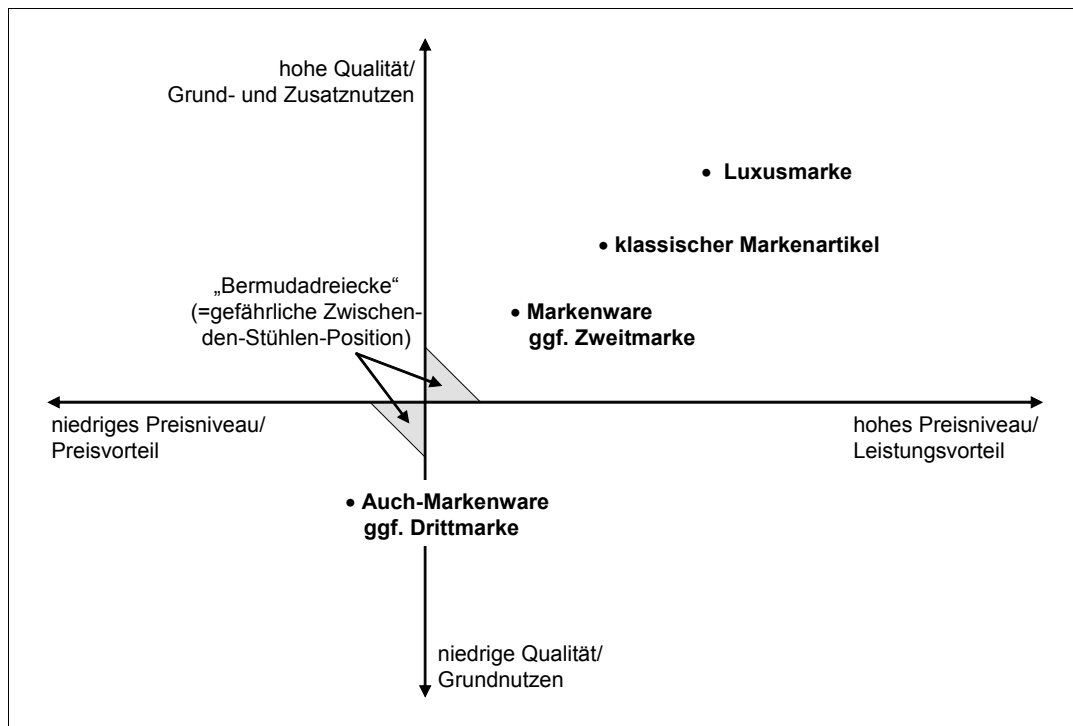 hohe Qualität/
Grund- und Zusatznutzen
• Luxusmarke
• klassischer Markenartikel
„Bermudadreiecke“
(=gefährliche Zwischen-
den-Stühlen-Position)
• Markenware
ggf. Zweitmarke
niedriges Preisniveau/
Preisvorteil
hohes Preisniveau/
Leistungsvorteil
• Auch-Markenware
ggf. Drittmarke
niedrige Qualität/
Grundnutzen